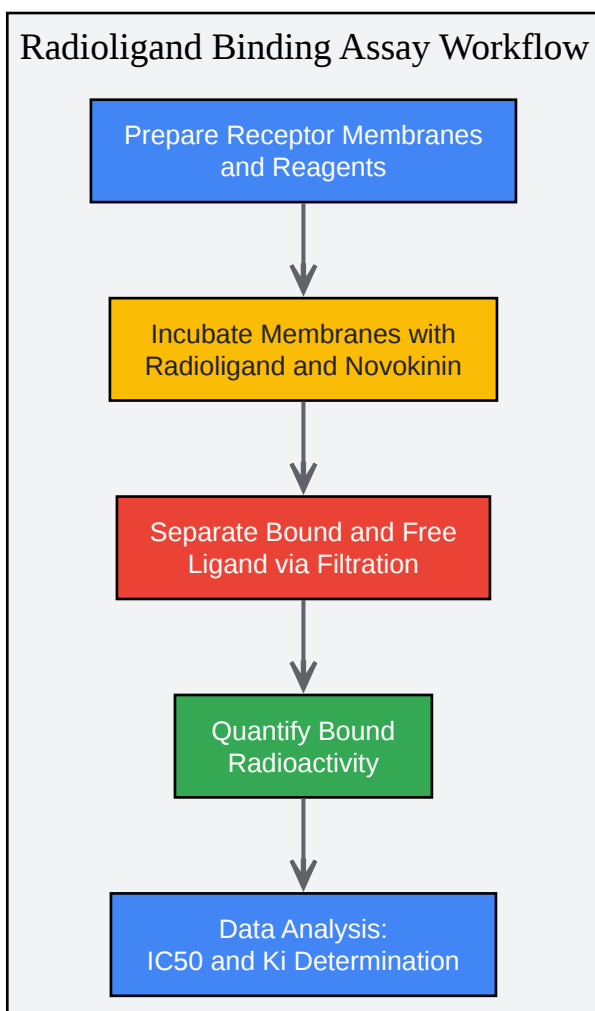 Radioligand Binding Assay Workflow
Prepare Receptor Membranes
and Reagents
Incubate Membranes with
Radioligand and Novokinin
Separate Bound and Free
Ligand via Filtration
Quantify Bound
Radioactivity
Data Analysis:
IC50 and Ki Determination